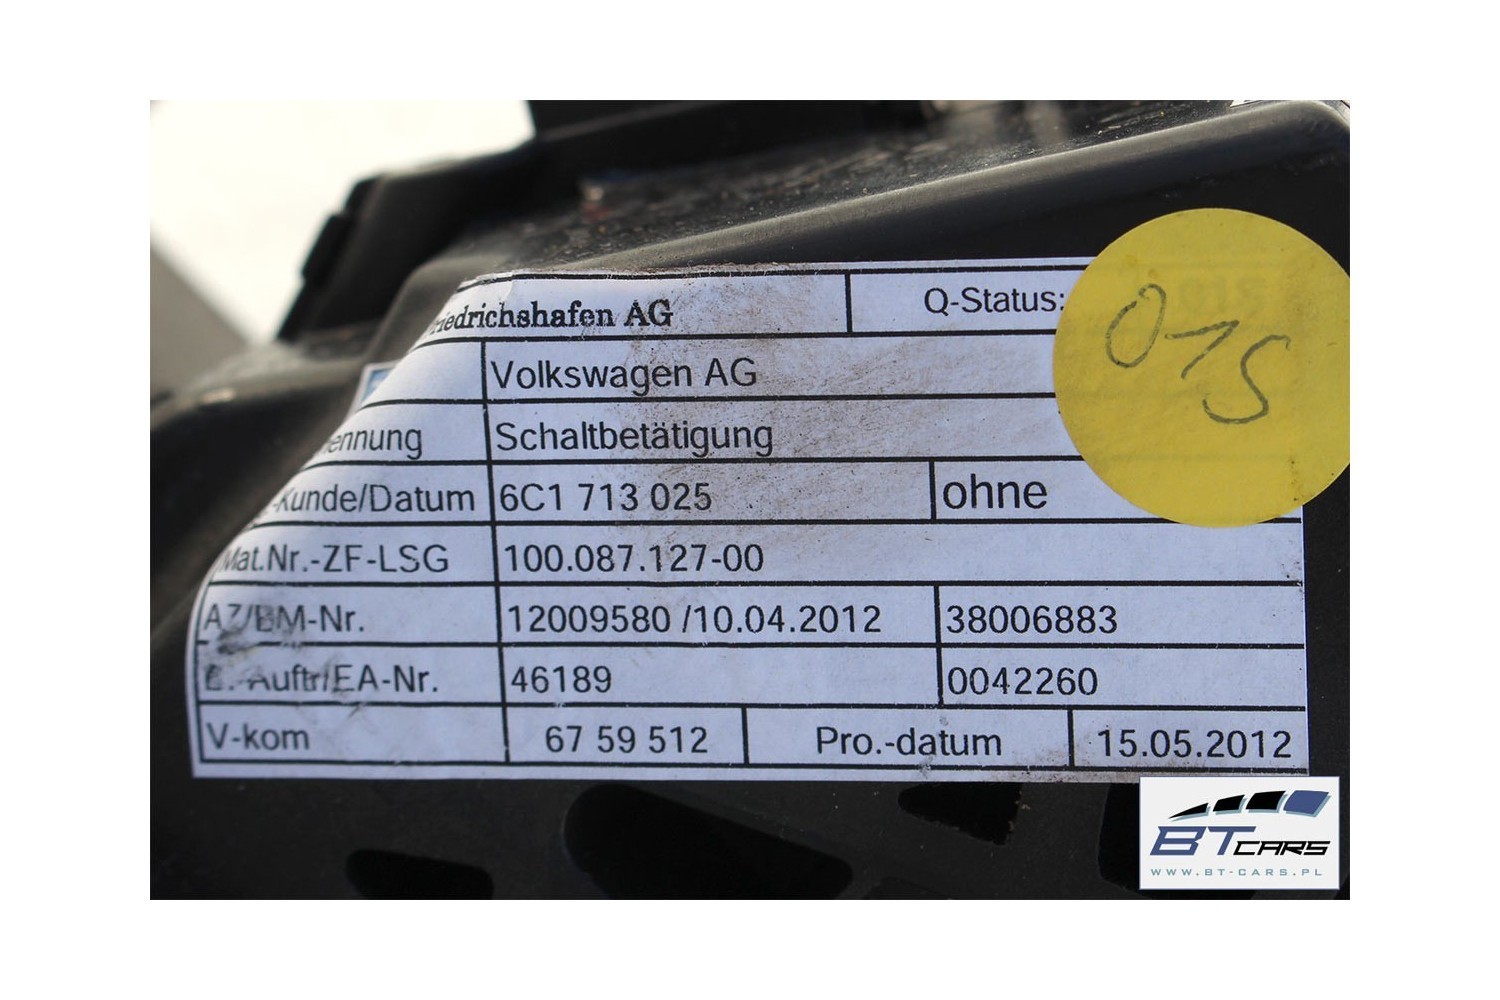 Friedrichshafen AG
Q-Status:
015
Volkswagen AG
ennung Schaltbetätigung
-Kunde/Datum 6C1 713 025 ohne
Mat.Nr.-ZF-LSG 100.087.127-00
AZ/BM-Nr. 12009580 /10.04.2012 38006883
E.-Auftr/EA-Nr. 46189 0042260
V-kom 67 59 512 Pro.-datum 15.05.2012
BT CARS
WWW.BT-CARS.PL